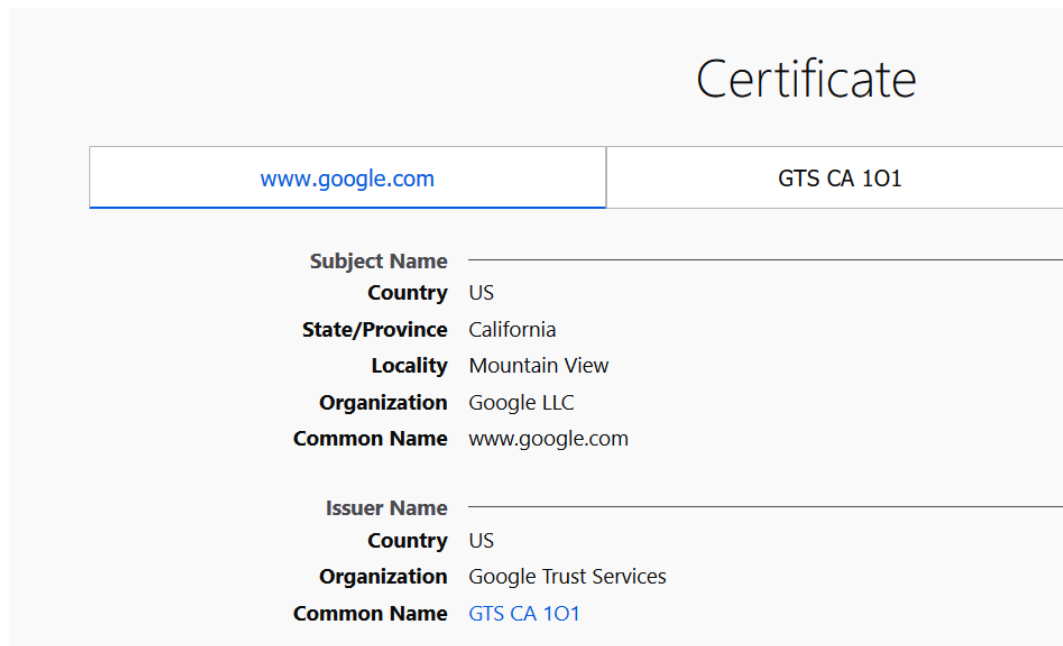 Certificate
www.google.com GTS CA 1O1
Subject Name
Country US
State/Province California
Locality Mountain View
Organization Google LLC
Common Name www.google.com
Issuer Name
Country US
Organization Google Trust Services
Common Name GTS CA 1O1